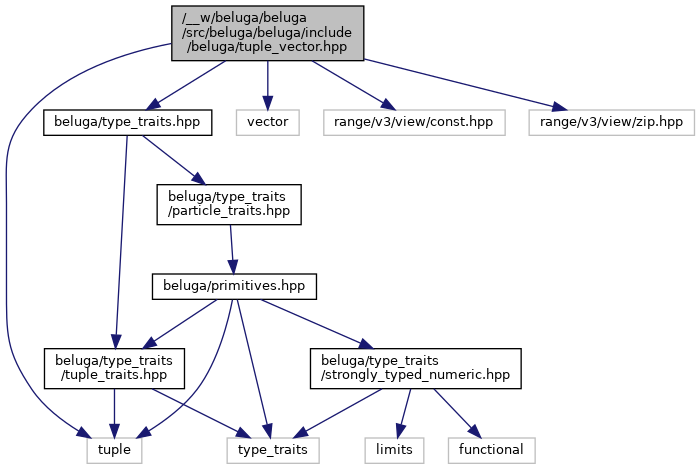 /__w/beluga/beluga
/src/beluga/beluga/include
/beluga/tuple_vector.hpp
beluga/type_traits.hpp
vector
range/v3/view/const.hpp
range/v3/view/zip.hpp
beluga/type_traits
/particle_traits.hpp
beluga/primitives.hpp
beluga/type_traits
/tuple_traits.hpp
beluga/type_traits
/strongly_typed_numeric.hpp
tuple
type_traits
limits
functional